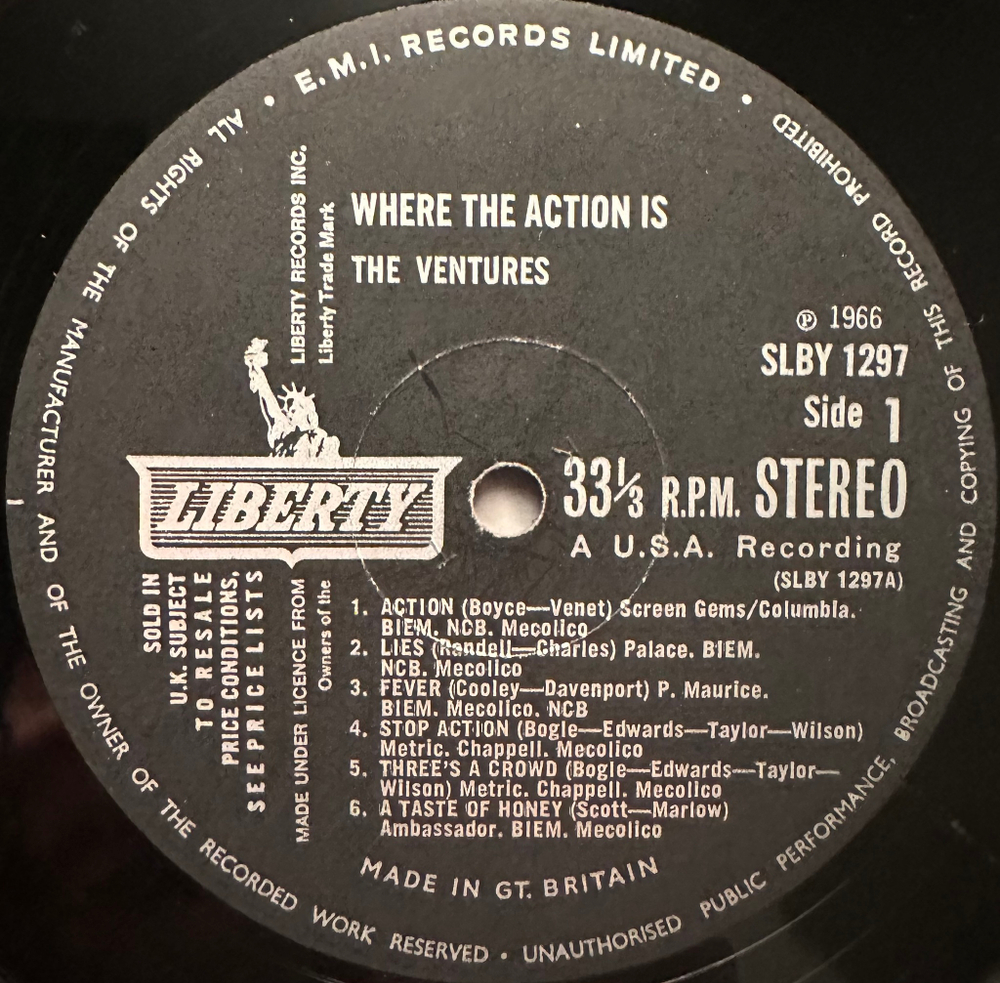 E.M.I. RECORDS LIMITED •
ALL RIGHTS OF THE MANUFACTURER AND OF THE OWNER OF THE RECORDED WORK RESERVED • UNAUTHORISED PUBLIC PERFORMANCE, BROADCASTING AND COPYING OF THIS RECORD PROHIBITED •
LIBERTY RECORDS INC.
Liberty Trade Mark
WHERE THE ACTION IS
THE VENTURES
℗ 1966
SLBY 1297
Side 1
LIBERTY
33⅓ R.P.M. STEREO
A U.S.A. Recording
(SLBY 1297A)
SOLD IN
U.K. SUBJECT
TO RESALE
PRICE CONDITIONS,
SEE PRICE LISTS
MADE UNDER LICENCE FROM
Owners of the
1. ACTION (Boyce—Venet) Screen Gems/Columbia.
BIEM. NCB. Mecolico
2. LIES (Randell—Charles) Palace. BIEM.
NCB. Mecolico
3. FEVER (Cooley—Davenport) P. Maurice.
BIEM. Mecolico. NCB
4. STOP ACTION (Bogle—Edwards—Taylor—Wilson)
Metric. Chappell. Mecolico
5. THREE'S A CROWD (Bogle—Edwards—Taylor—
Wilson) Metric. Chappell. Mecolico
6. A TASTE OF HONEY (Scott—Marlow)
Ambassador. BIEM. Mecolico
MADE IN GT. BRITAIN